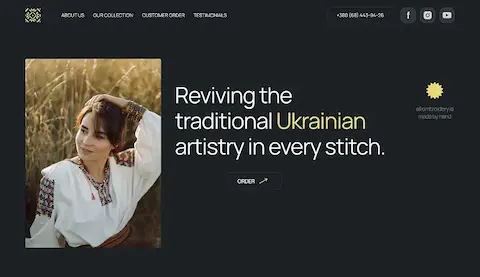 ABOUT US
OUR COLLECTION
CUSTOMER ORDER
TESTIMONIALS
+380 (68) 443-94-26
Reviving the
traditional Ukrainian
artistry in every stitch.
all embroidery is
made by hand
ORDER